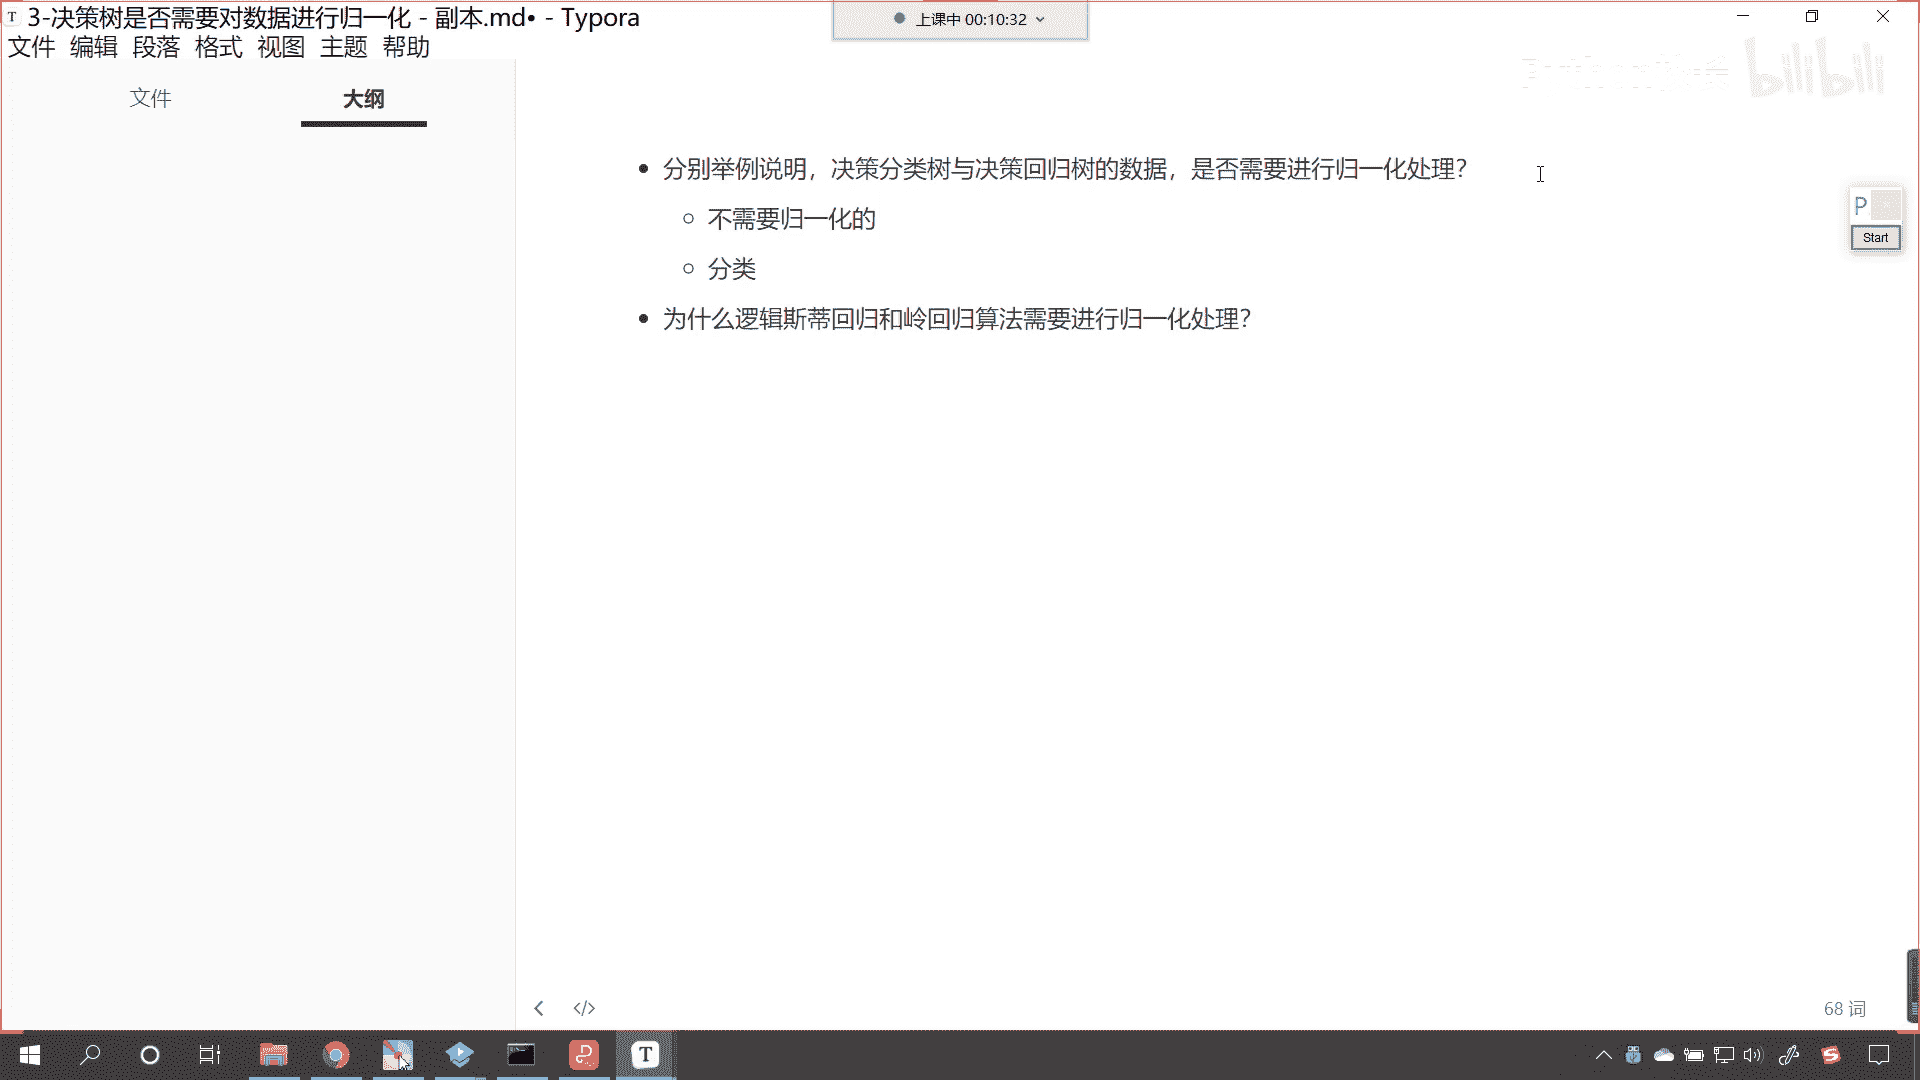 3-决策树是否需要对数据进行归一化 - 副本.md• - Typora
上课中 00:10:32
文件 编辑 段落 格式 视图 主题 帮助
bilibili
文件 大纲
分别举例说明，决策分类树与决策回归树的数据，是否需要进行归一化处理？
P
不需要归一化的
Start
分类
为什么逻辑斯蒂回归和岭回归算法需要进行归一化处理？
68 词